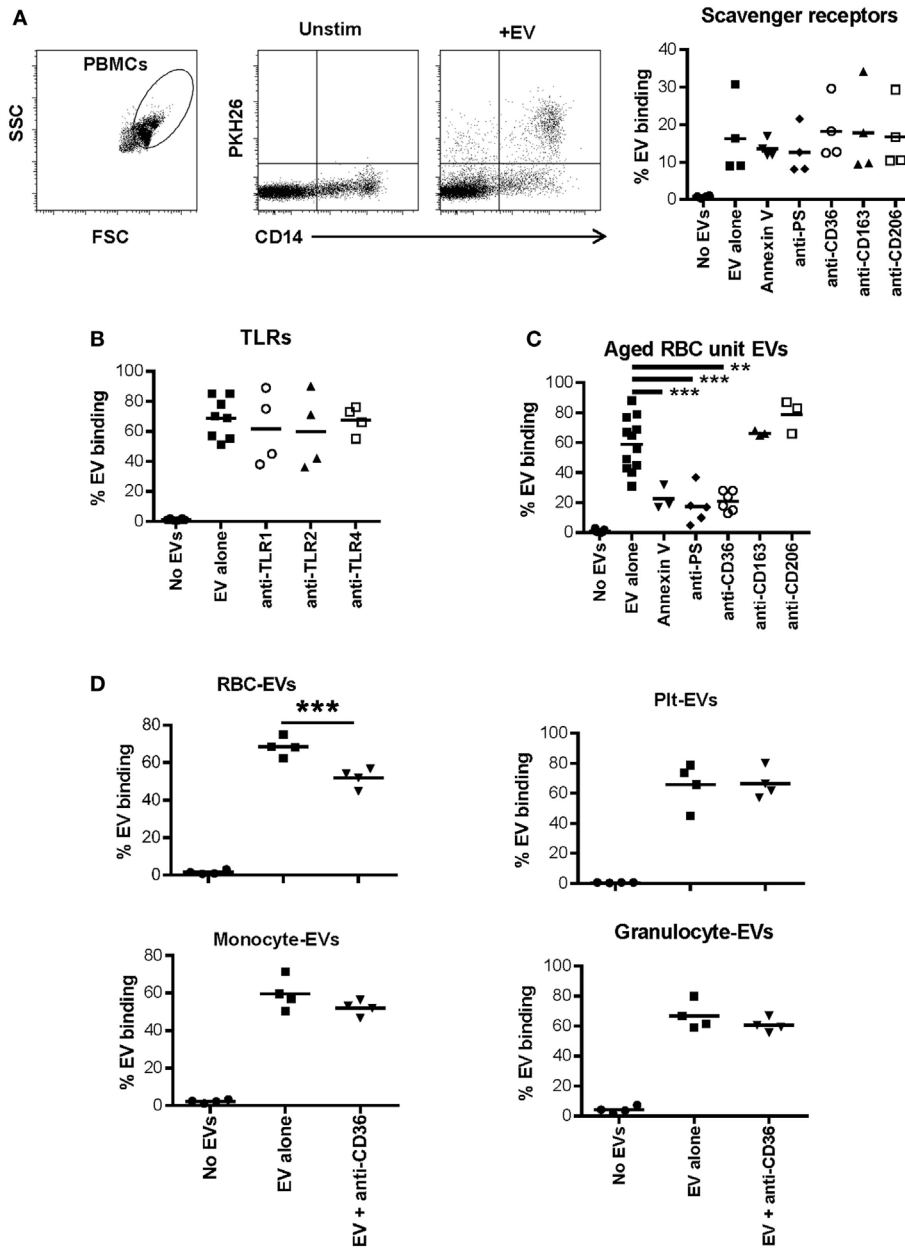 A
Unstim
+EV
Scavenger receptors
PBMCs
SSC
FSC
PKH26
CD14
% EV binding
40
30
20
10
0
No EVs
EV alone
Annexin V
anti-PS
anti-CD36
anti-CD163
anti-CD206
B
TLRs
% EV binding
100
80
60
40
20
0
No EVs
EV alone
anti-TLR1
anti-TLR2
anti-TLR4
C
Aged RBC unit EVs
**
***
***
% EV binding
100
80
60
40
20
0
No EVs
EV alone
Annexin V
anti-PS
anti-CD36
anti-CD163
anti-CD206
D
RBC-EVs
***
% EV binding
80
60
40
20
0
Plt-EVs
% EV binding
100
80
60
40
20
0
Monocyte-EVs
% EV binding
80
60
40
20
0
No EVs
EV alone
EV + anti-CD36
Granulocyte-EVs
% EV binding
100
80
60
40
20
0
No EVs
EV alone
EV + anti-CD36